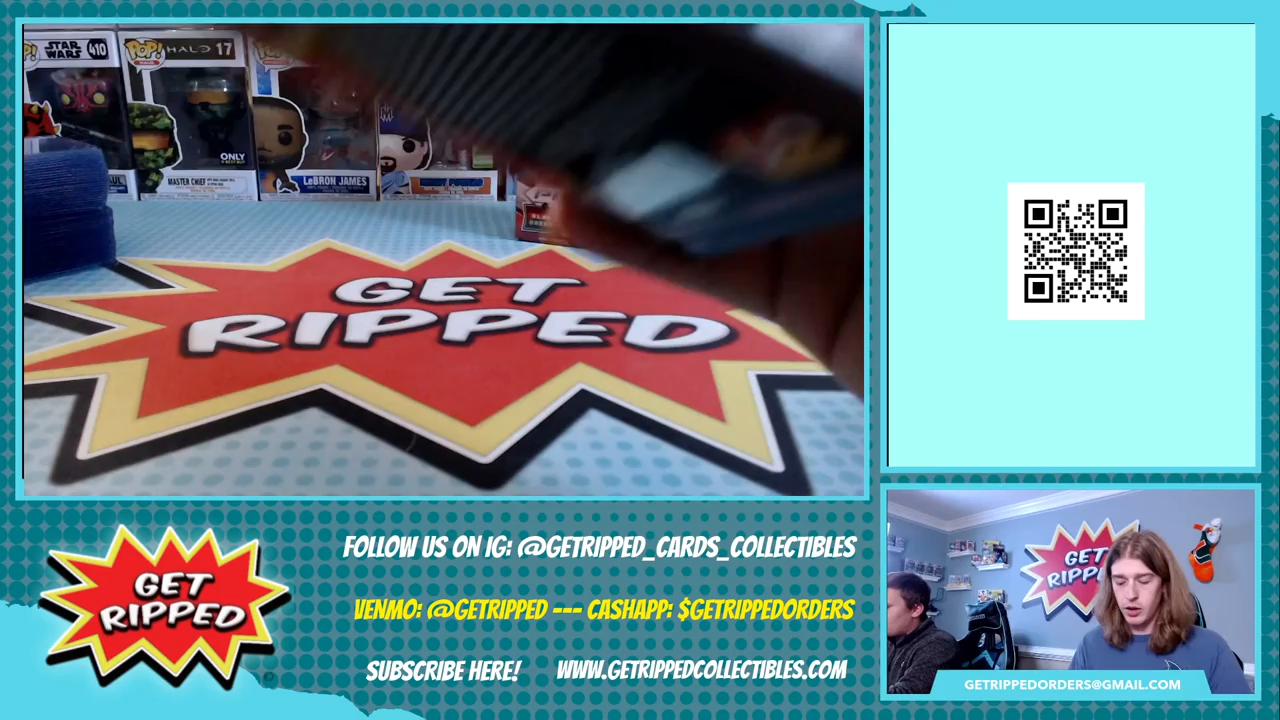 STAR WARS 410
POP! HALO 17
ONLY
MASTER CHIEF
LeBRON JAMES
GET
RIPPED
GET
RIPPED
FOLLOW US ON IG: @GETRIPPED_CARDS_COLLECTIBLES
VENMO: @GETRIPPED --- CASHAPP: $GETRIPPEDORDERS
SUBSCRIBE HERE! WWW.GETRIPPEDCOLLECTIBLES.COM
GET
GETRIPPEDORDERS@GMAIL.COM